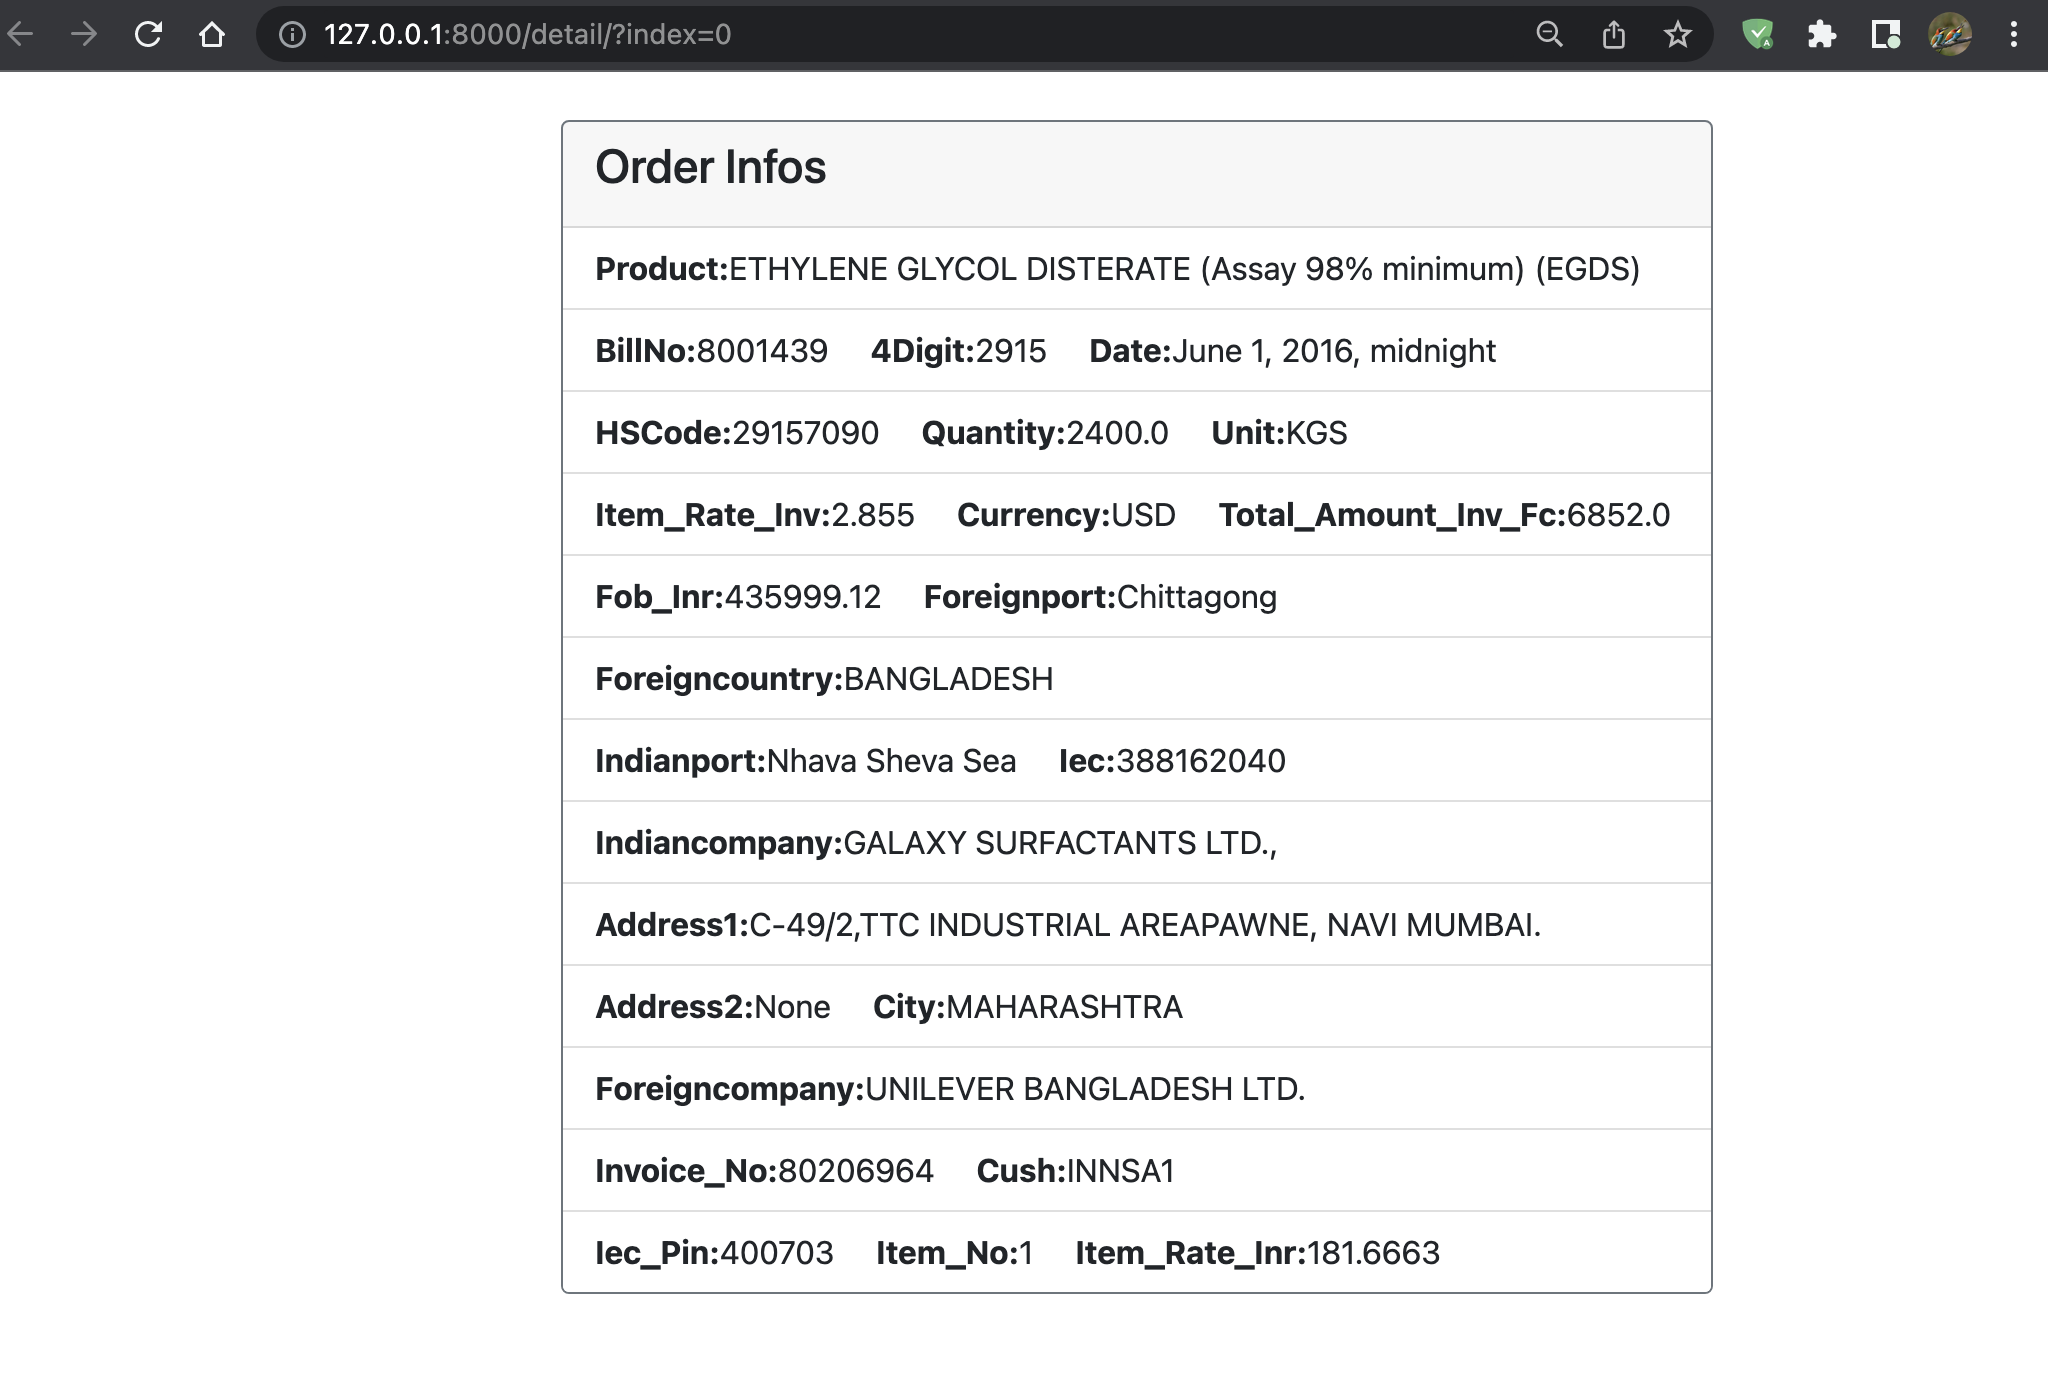 127.0.0.1:8000/detail/?index=0
Order Infos
Product:ETHYLENE GLYCOL DISTERATE (Assay 98% minimum) (EGDS)
BillNo:8001439 4Digit:2915 Date:June 1, 2016, midnight
HSCode:29157090 Quantity:2400.0 Unit:KGS
Item_Rate_Inv:2.855 Currency:USD Total_Amount_Inv_Fc:6852.0
Fob_Inr:435999.12 Foreignport:Chittagong
Foreigncountry:BANGLADESH
Indianport:Nhava Sheva Sea Iec:388162040
Indiancompany:GALAXY SURFACTANTS LTD.,
Address1:C-49/2,TTC INDUSTRIAL AREAPAWNE, NAVI MUMBAI.
Address2:None City:MAHARASHTRA
Foreigncompany:UNILEVER BANGLADESH LTD.
Invoice_No:80206964 Cush:INNSA1
Iec_Pin:400703 Item_No:1 Item_Rate_Inr:181.6663